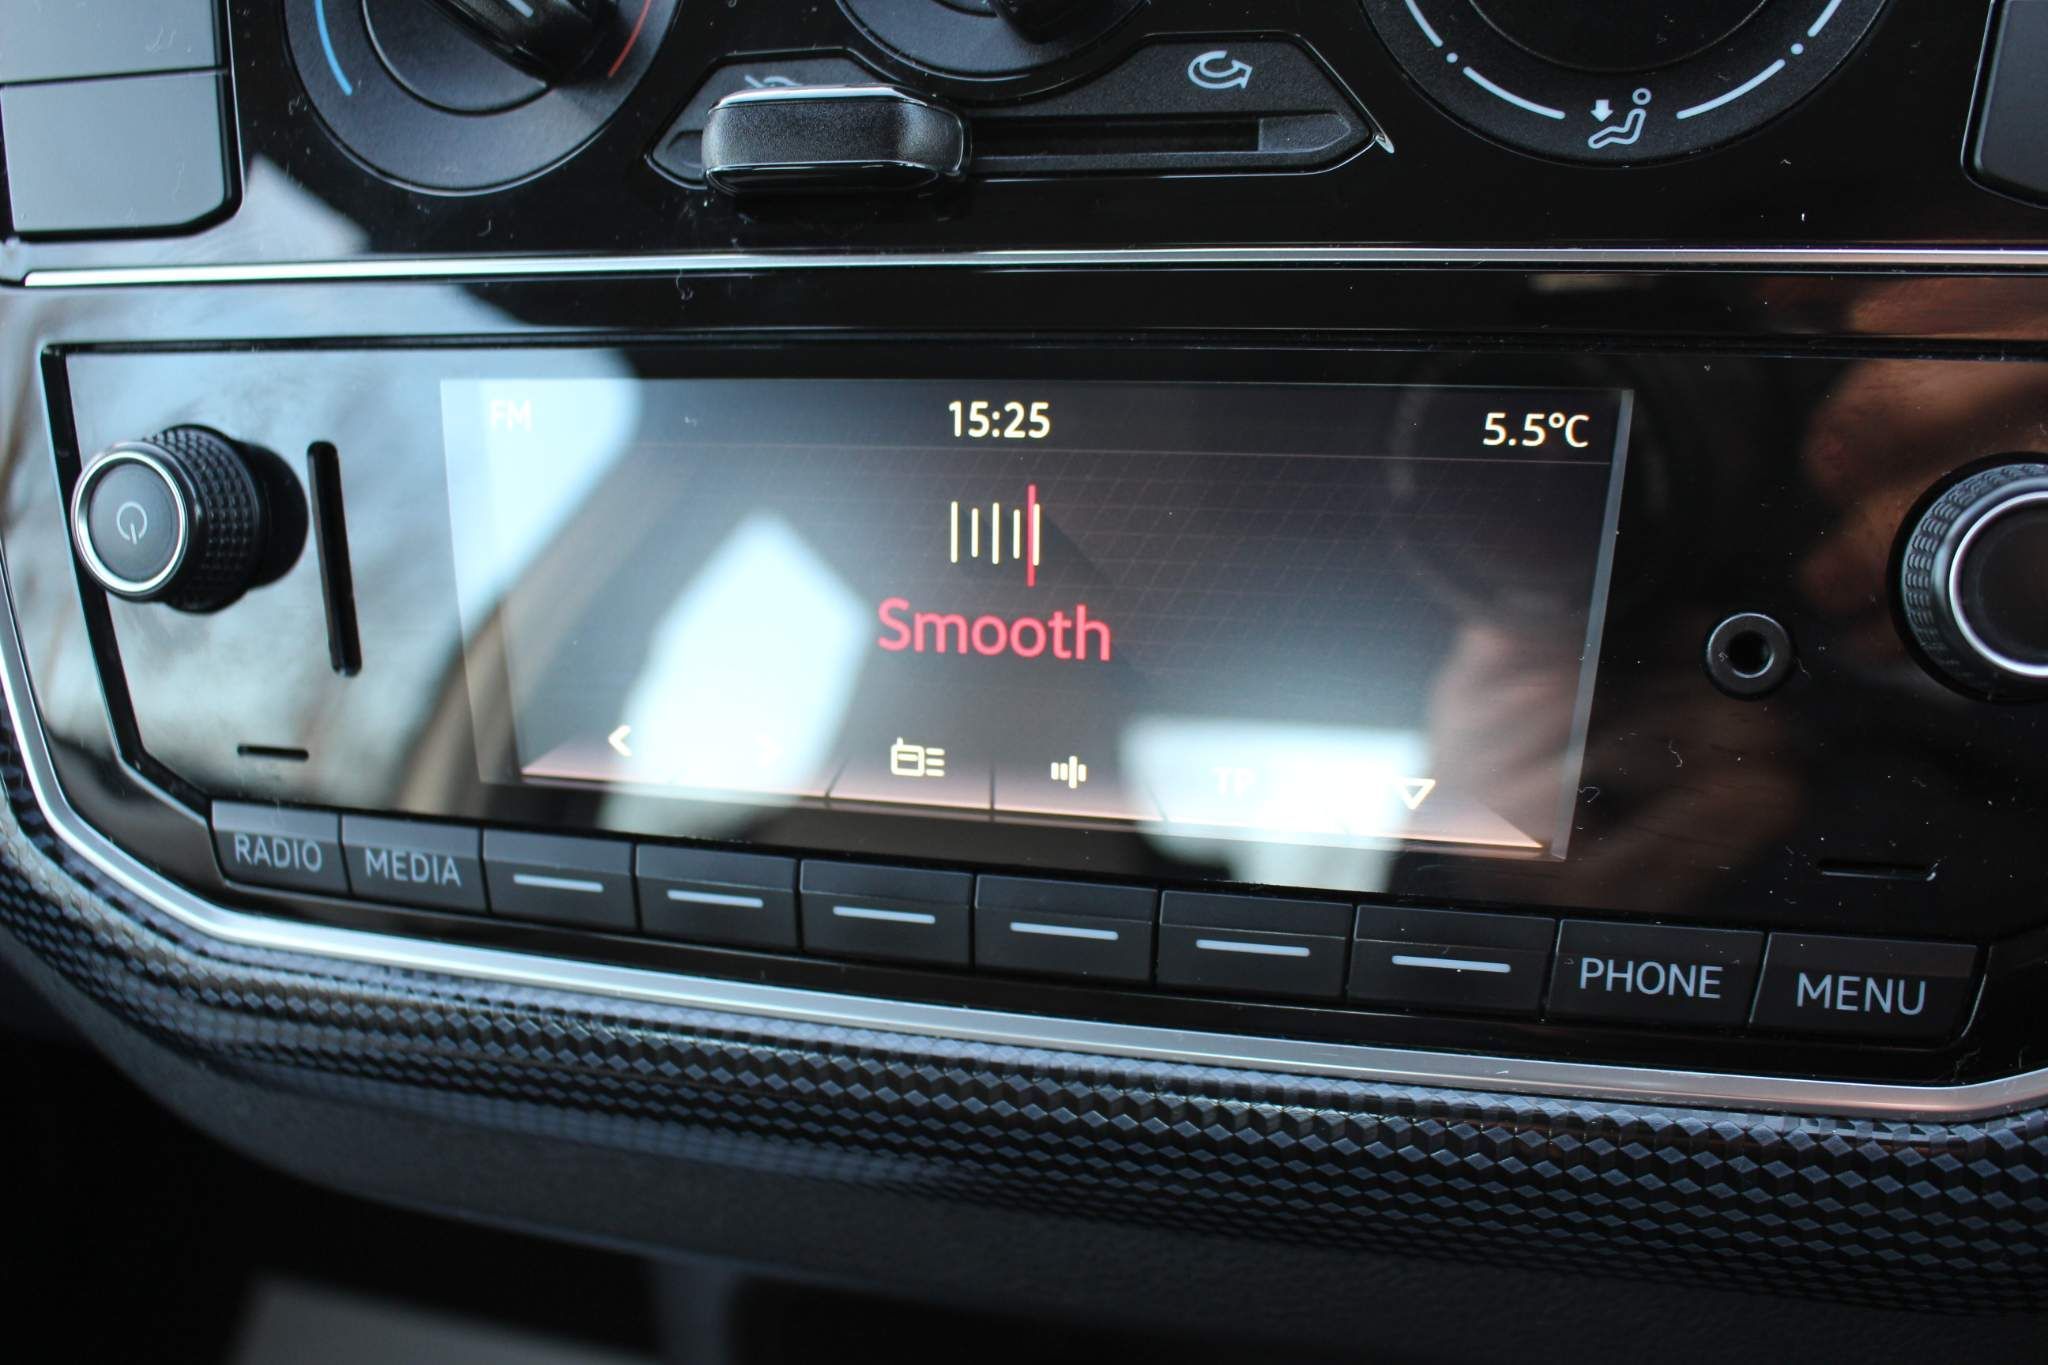 FM
15:25
5.5°C
Smooth
TP
RADIO
MEDIA
PHONE
MENU